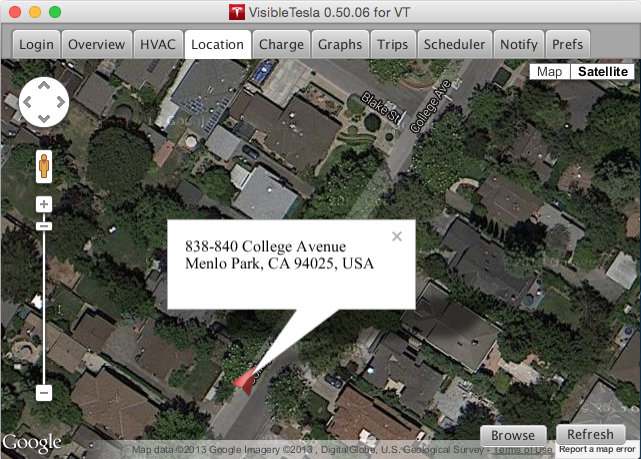 VisibleTesla 0.50.06 for VT
Login Overview HVAC Location Charge Graphs Trips Scheduler Notify Prefs
Map Satellite
Blake St
College Ave
838-840 College Avenue
Menlo Park, CA 94025, USA
Browse Refresh
Google
Map data ©2013 Google Imagery ©2013 , DigitalGlobe, U.S. Geological Survey - Terms of Use Report a map error